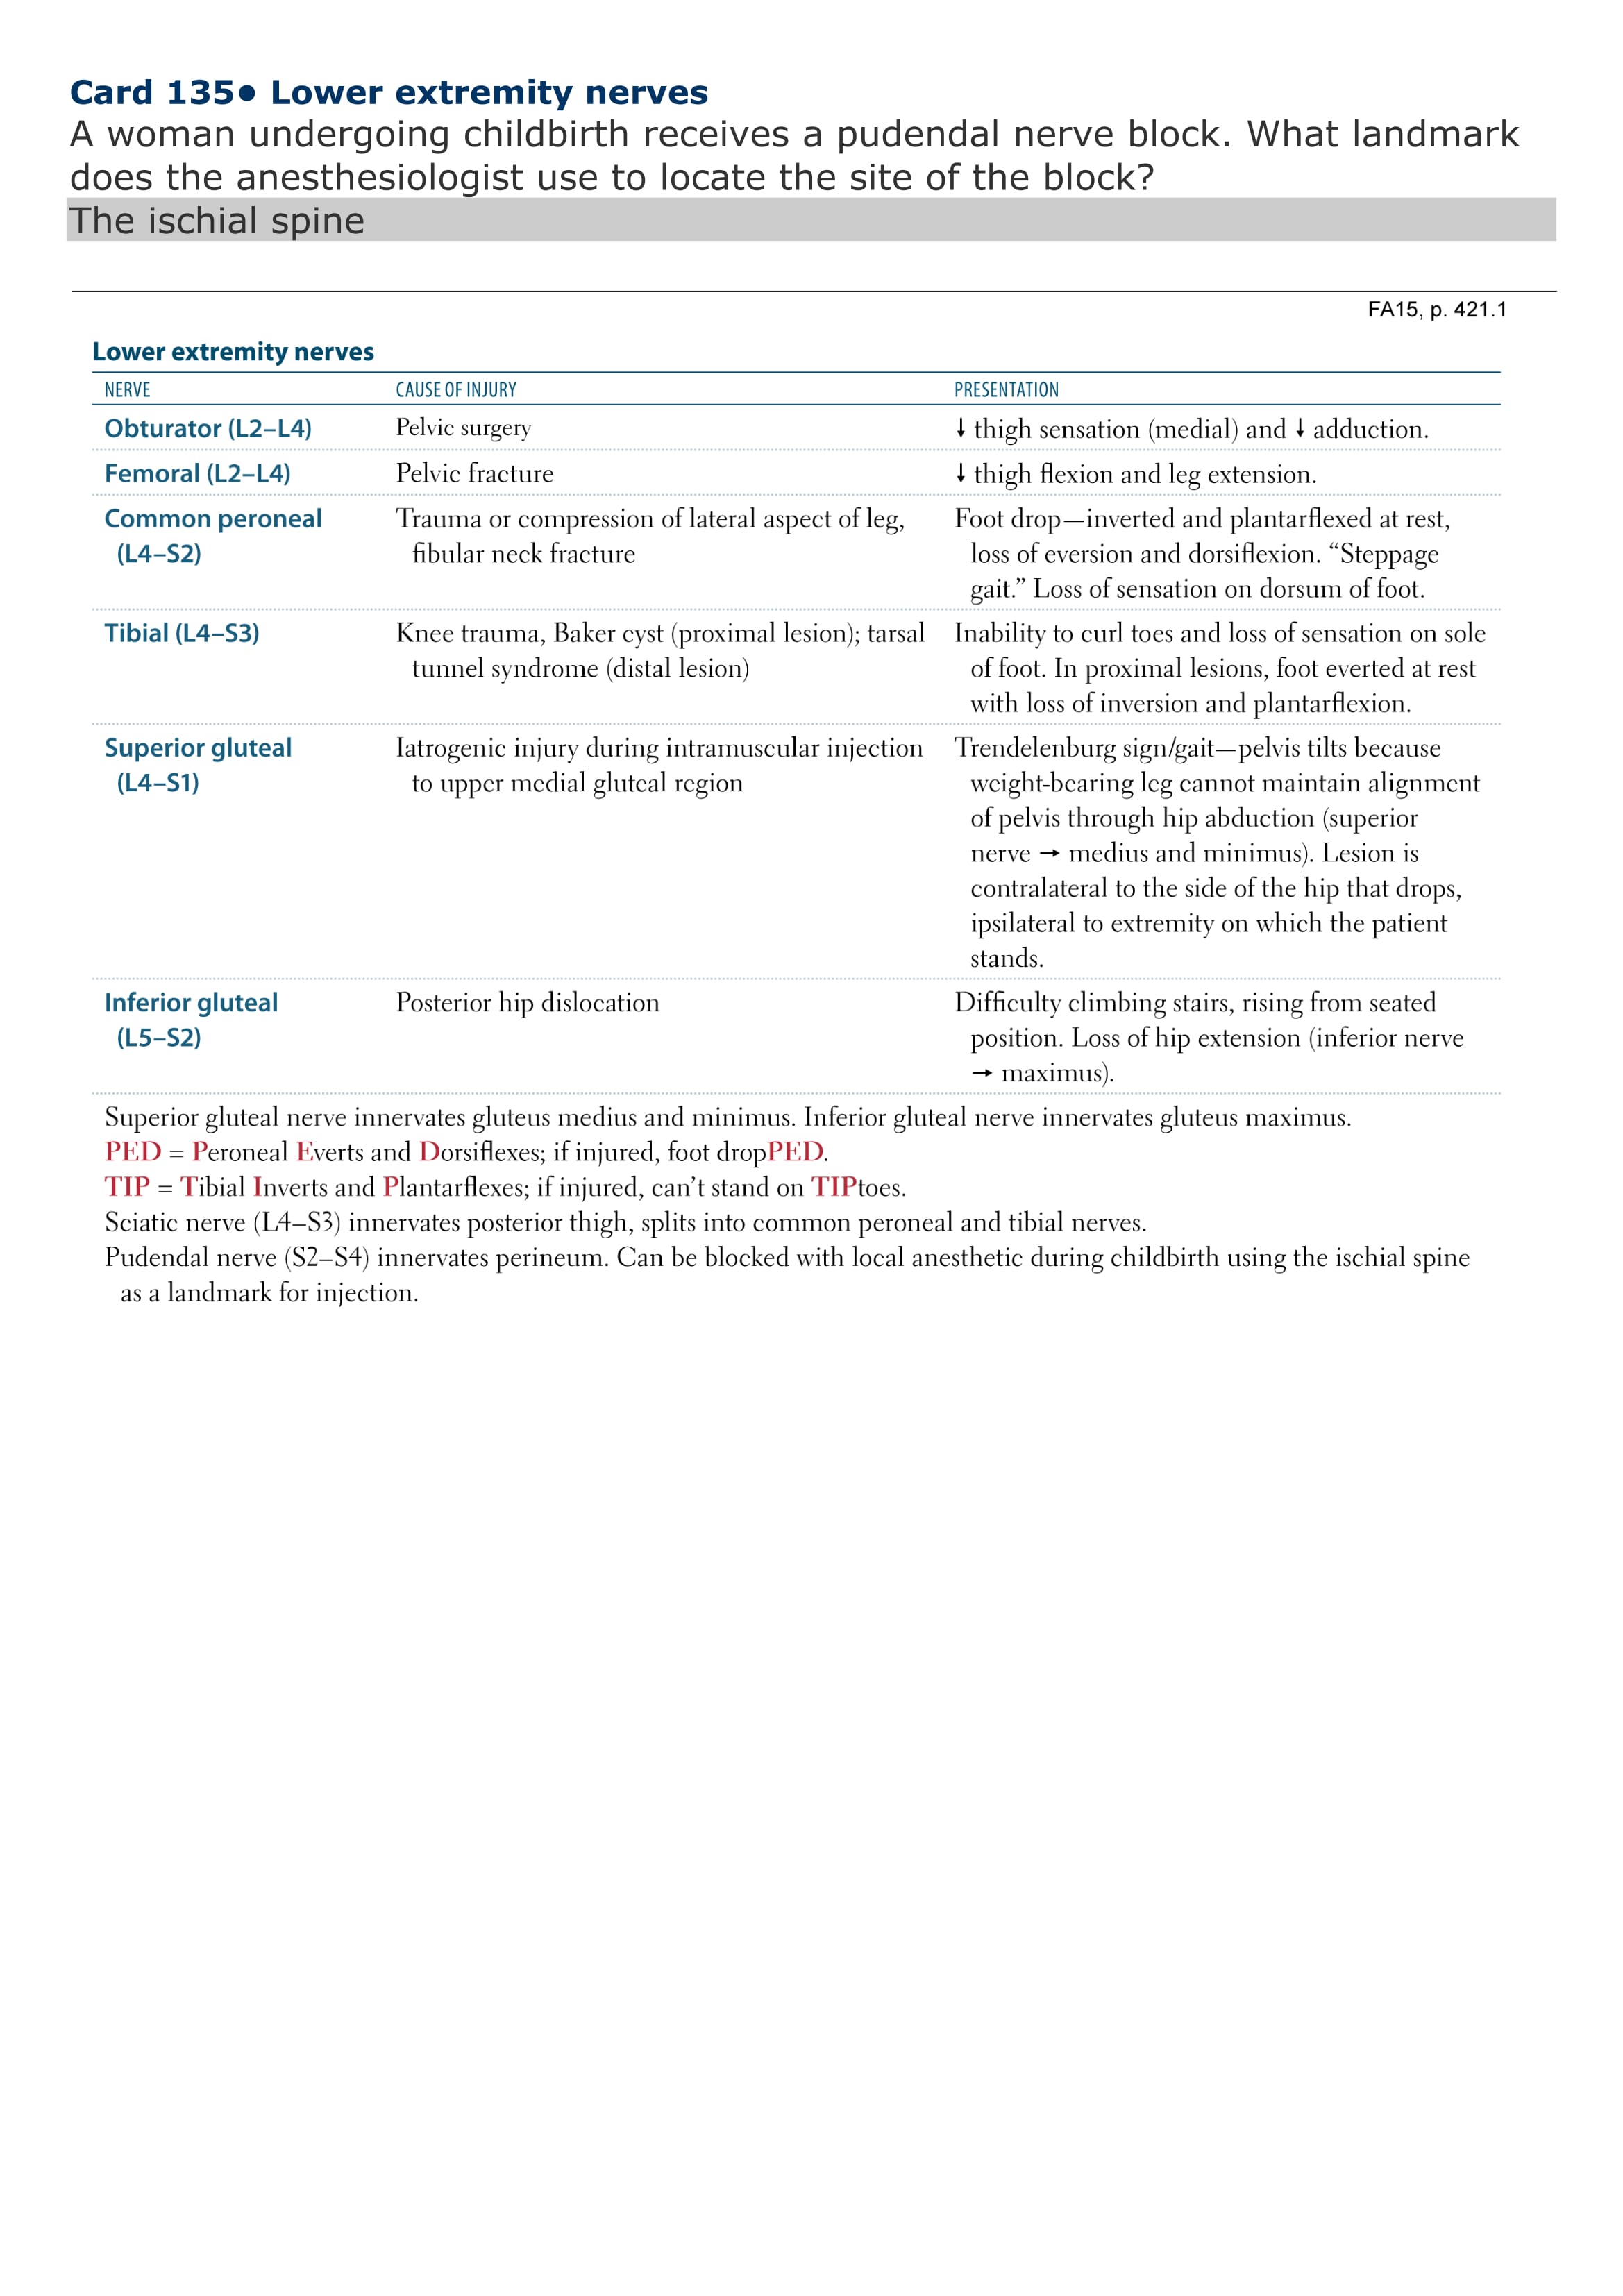 Card 135● Lower extremity nerves
A woman undergoing childbirth receives a pudendal nerve block. What landmark
does the anesthesiologist use to locate the site of the block?
The ischial spine
FA15, p. 421.1
Lower extremity nerves
NERVE CAUSE OF INJURY PRESENTATION
Obturator (L2–L4) Pelvic surgery ↓ thigh sensation (medial) and ↓ adduction.
Femoral (L2–L4) Pelvic fracture ↓ thigh flexion and leg extension.
Common peroneal Trauma or compression of lateral aspect of leg, Foot drop—inverted and plantarflexed at rest,
(L4–S2) fibular neck fracture loss of eversion and dorsiflexion. “Steppage
gait.” Loss of sensation on dorsum of foot.
Tibial (L4–S3) Knee trauma, Baker cyst (proximal lesion); tarsal Inability to curl toes and loss of sensation on sole
tunnel syndrome (distal lesion) of foot. In proximal lesions, foot everted at rest
with loss of inversion and plantarflexion.
Superior gluteal Iatrogenic injury during intramuscular injection Trendelenburg sign/gait—pelvis tilts because
(L4–S1) to upper medial gluteal region weight-bearing leg cannot maintain alignment
of pelvis through hip abduction (superior
nerve → medius and minimus). Lesion is
contralateral to the side of the hip that drops,
ipsilateral to extremity on which the patient
stands.
Inferior gluteal Posterior hip dislocation Difficulty climbing stairs, rising from seated
(L5–S2) position. Loss of hip extension (inferior nerve
→ maximus).
Superior gluteal nerve innervates gluteus medius and minimus. Inferior gluteal nerve innervates gluteus maximus.
PED = Peroneal Everts and Dorsiflexes; if injured, foot dropPED.
TIP = Tibial Inverts and Plantarflexes; if injured, can’t stand on TIPtoes.
Sciatic nerve (L4–S3) innervates posterior thigh, splits into common peroneal and tibial nerves.
Pudendal nerve (S2–S4) innervates perineum. Can be blocked with local anesthetic during childbirth using the ischial spine
as a landmark for injection.